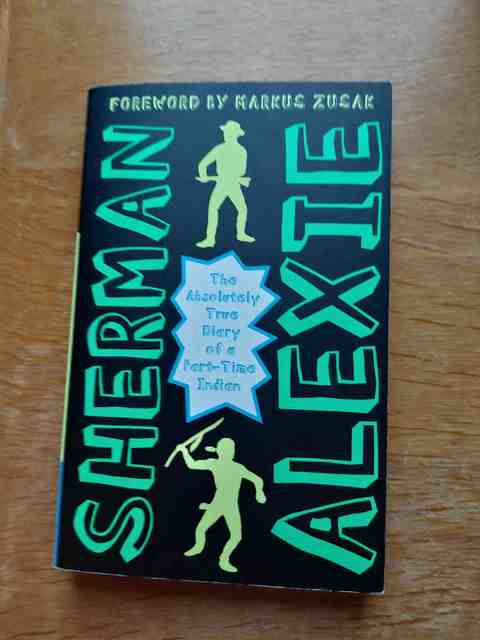 FOREWORD BY MARKUS ZUSAK
SHERMAN
ALEXIE
The
Absolutely
True
Diary
of a
Part-Time
Indian